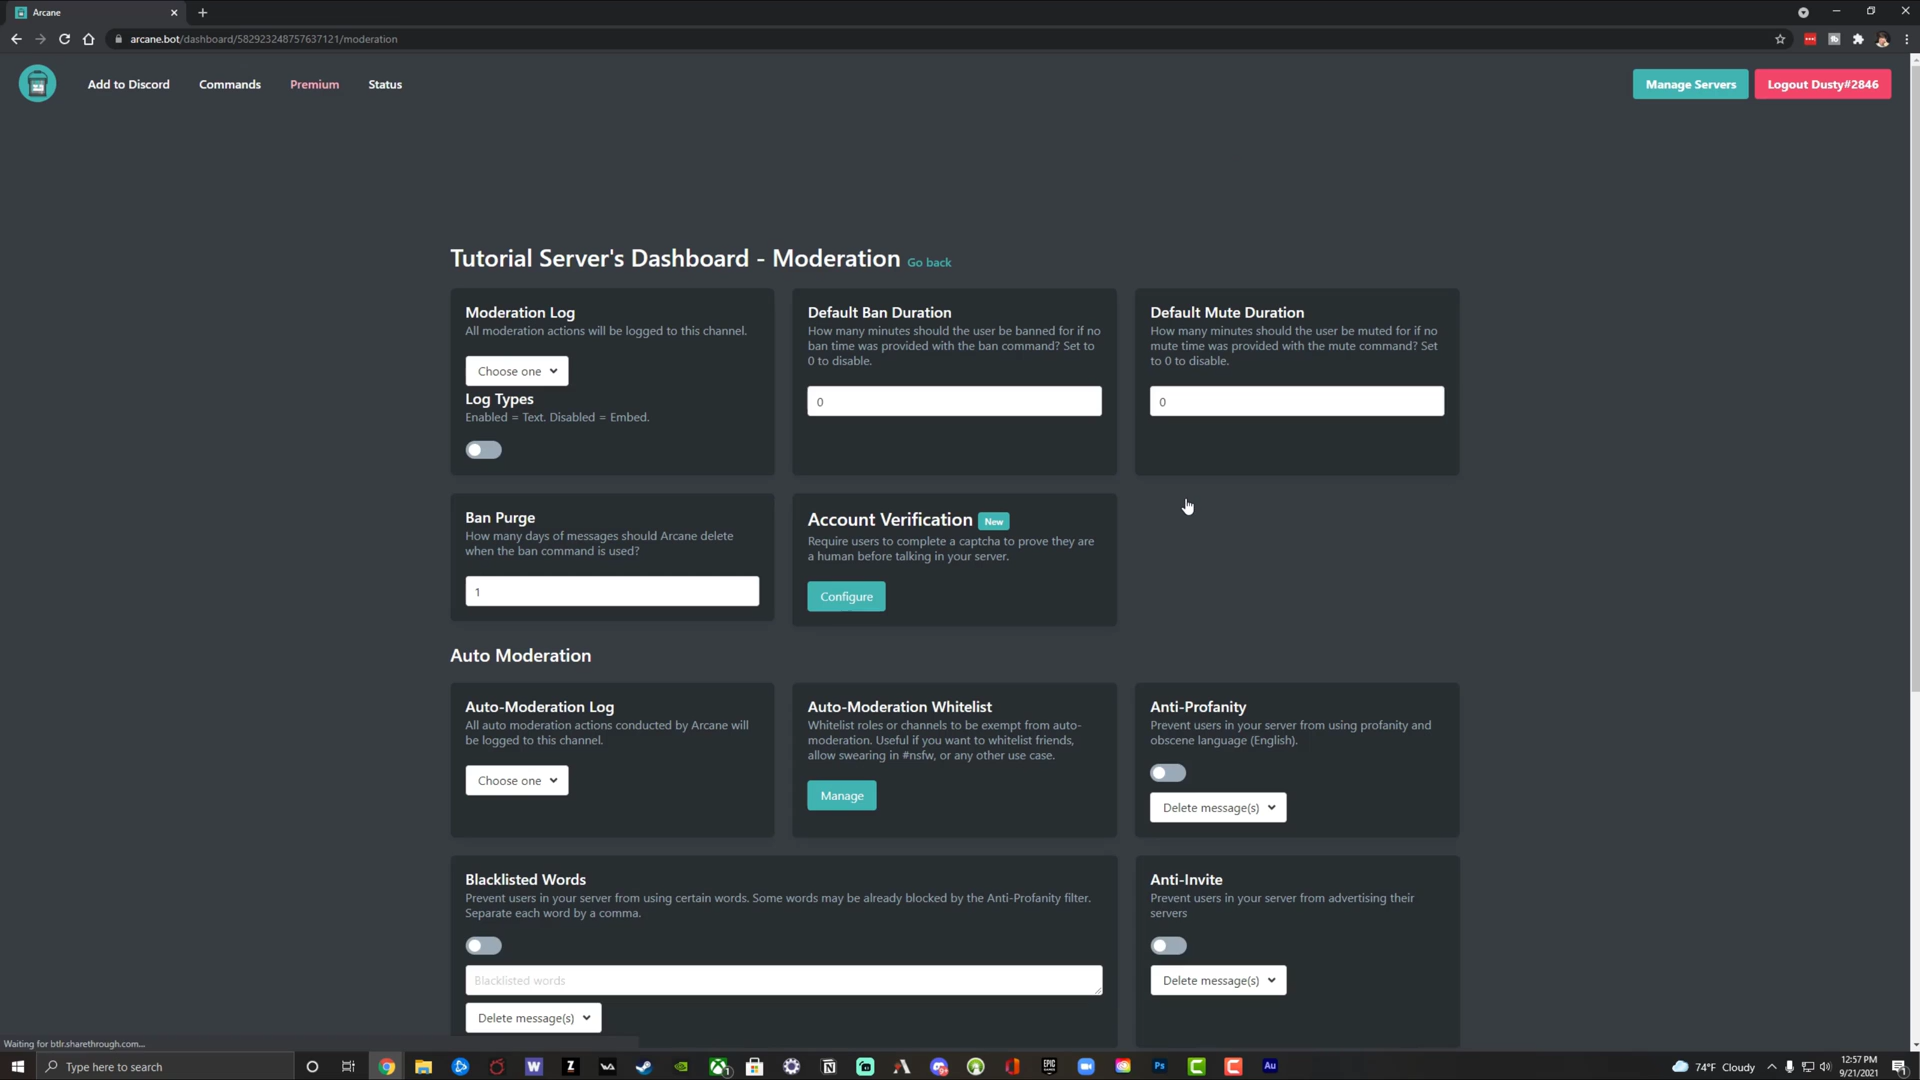 Arcane
arcane.bot/dashboard/582923248757637121/moderation
Add to Discord
Commands
Premium
Status
Manage Servers
Logout Dusty#2846
Tutorial Server's Dashboard - Moderation Go back
Moderation Log
All moderation actions will be logged to this channel.
Choose one
Log Types
Enabled = Text. Disabled = Embed.
Default Ban Duration
How many minutes should the user be banned for if no
ban time was provided with the ban command? Set to
0 to disable.
0
Default Mute Duration
How many minutes should the user be muted for if no
mute time was provided with the mute command? Set
to 0 to disable.
0
Ban Purge
How many days of messages should Arcane delete
when the ban command is used?
1
Account Verification New
Require users to complete a captcha to prove they are
a human before talking in your server.
Configure
Auto Moderation
Auto-Moderation Log
All auto moderation actions conducted by Arcane will
be logged to this channel.
Choose one
Auto-Moderation Whitelist
Whitelist roles or channels to be exempt from auto-
moderation. Useful if you want to whitelist friends,
allow swearing in #nsfw, or any other use case.
Manage
Anti-Profanity
Prevent users in your server from using profanity and
obscene language (English).
Delete message(s)
Blacklisted Words
Prevent users in your server from using certain words. Some words may be already blocked by the Anti-Profanity filter.
Separate each word by a comma.
Blacklisted words
Delete message(s)
Anti-Invite
Prevent users in your server from advertising their
servers
Delete message(s)
Waiting for btlr.sharethrough.com...
Type here to search
W
Z
VA
N
EPIC
GAMES
Ps
C
C
Au
74°F Cloudy
12:57 PM
9/21/2021